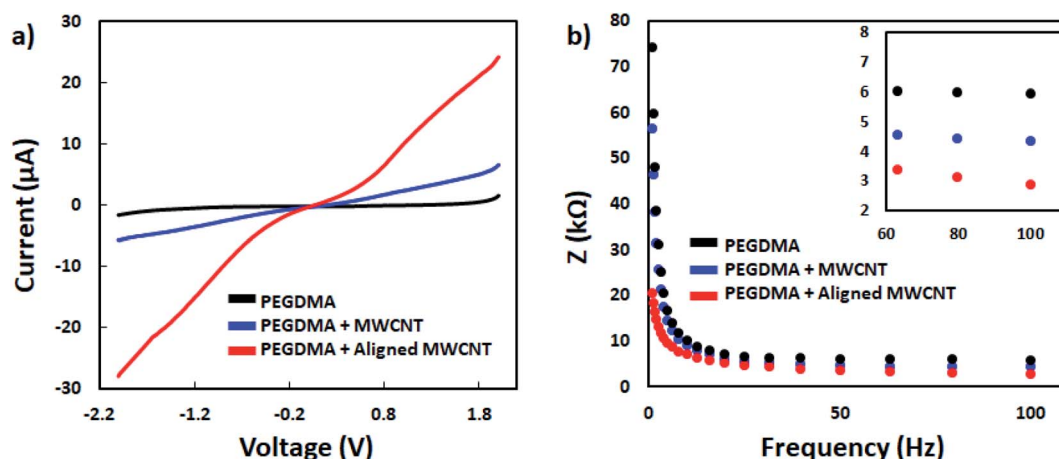 a)
30
20
10
0
-10
-20
-30
Current (µA)
PEGDMA
PEGDMA + MWCNT
PEGDMA + Aligned MWCNT
-2.2 -1.2 -0.2 0.8 1.8
Voltage (V)
b)
80
70
60
50
40
30
20
10
0
Z (kΩ)
8
7
6
5
4
3
2
60 80 100
PEGDMA
PEGDMA + MWCNT
PEGDMA + Aligned MWCNT
0 50 100
Frequency (Hz)